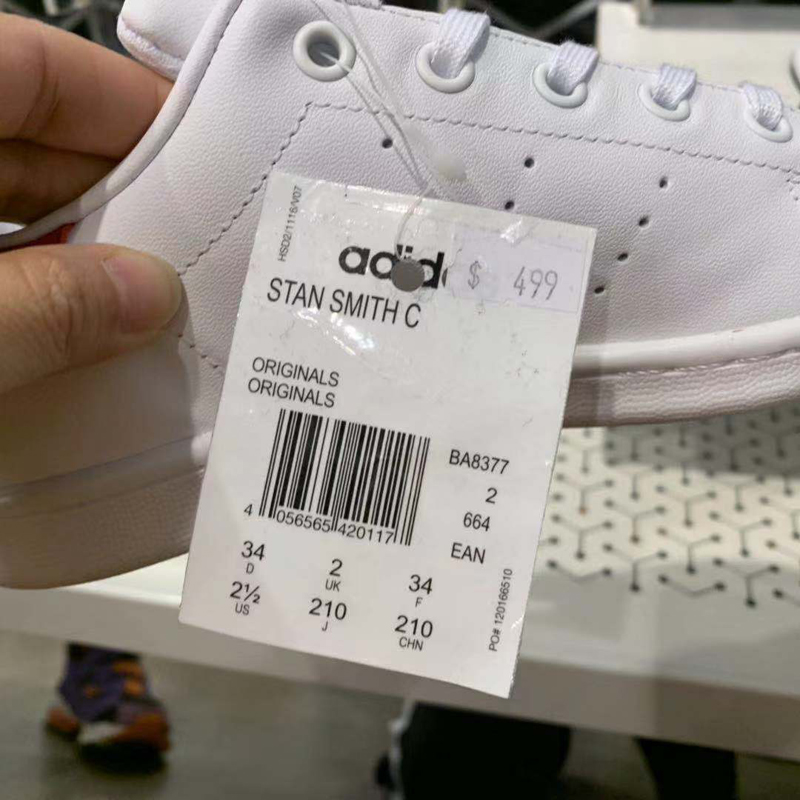 HSD2/1116/V07
adid
$ 499
STAN SMITH C
ORIGINALS
ORIGINALS
BA8377
2
664
EAN
4 056565 420117
34 2 34
D UK F
2½ 210 210
US J CHN
PO# 120166510